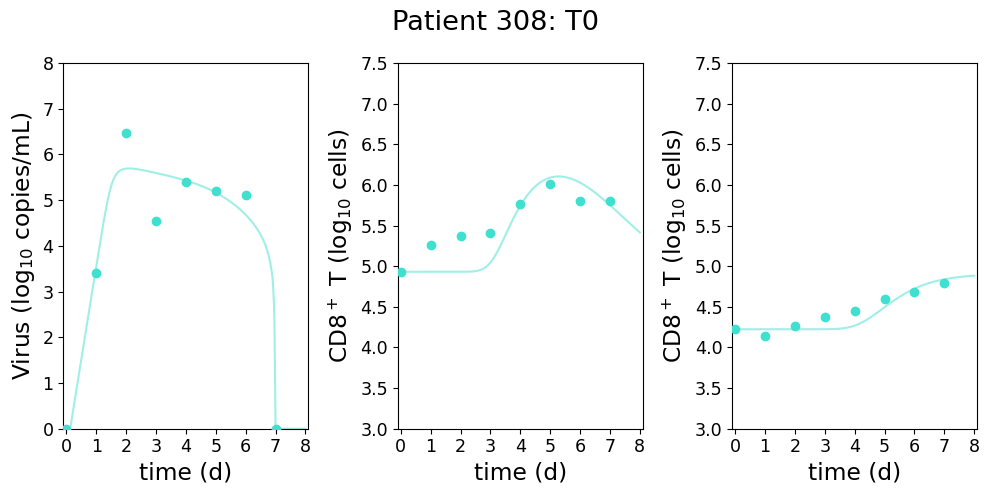 Patient 308: T0
Virus (log₁₀ copies/mL)
8
7
6
5
4
3
2
1
0
0 1 2 3 4 5 6 7 8
time (d)
CD8⁺ T (log₁₀ cells)
7.5
7.0
6.5
6.0
5.5
5.0
4.5
4.0
3.5
3.0
0 1 2 3 4 5 6 7 8
time (d)
CD8⁺ T (log₁₀ cells)
7.5
7.0
6.5
6.0
5.5
5.0
4.5
4.0
3.5
3.0
0 1 2 3 4 5 6 7 8
time (d)